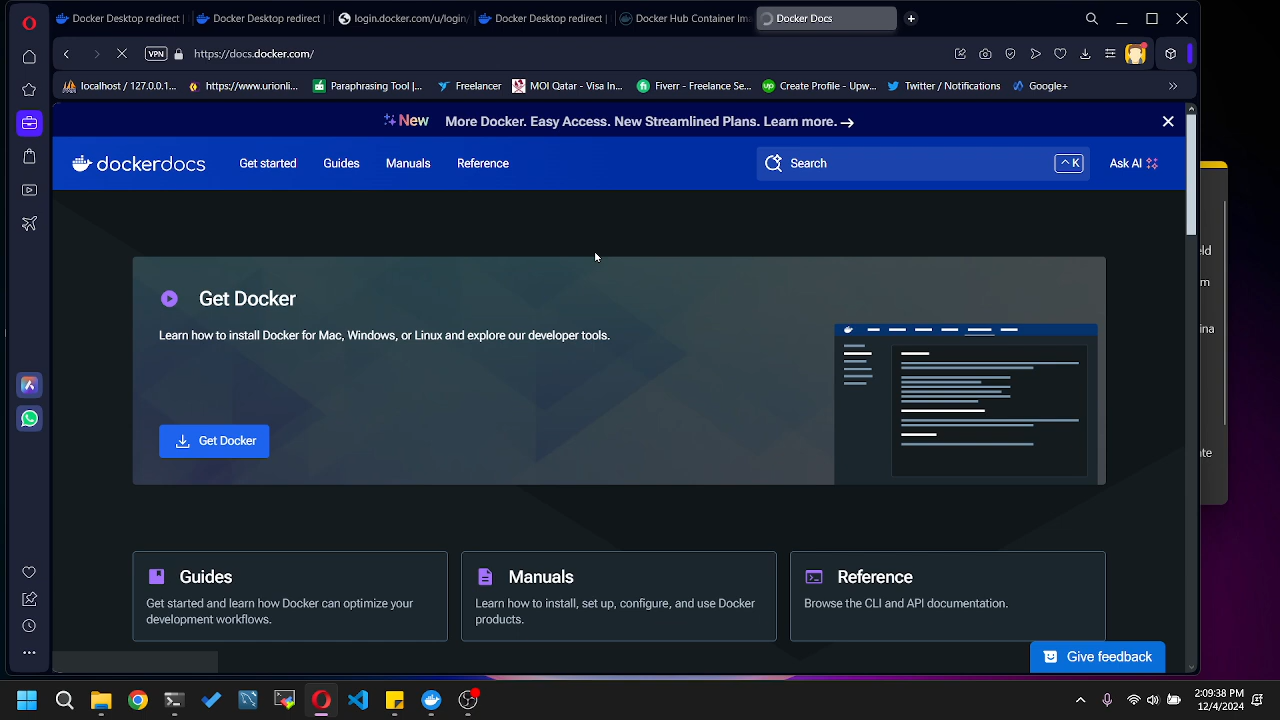 Docker Desktop redirect
Docker Desktop redirect
login.docker.com/u/login/
Docker Desktop redirect
Docker Hub Container Ima
Docker Docs
VPN
https://docs.docker.com/
localhost / 127.0.0.1...
https://www.urionli...
Paraphrasing Tool |...
Freelancer
MOI Qatar - Visa In...
Fiverr - Freelance Se...
Create Profile - Upw...
Twitter / Notifications
Google+
New
More Docker. Easy Access. New Streamlined Plans. Learn more.
dockerdocs
Get started
Guides
Manuals
Reference
Search
^ K
Ask AI
Get Docker
Learn how to install Docker for Mac, Windows, or Linux and explore our developer tools.
Get Docker
Guides
Get started and learn how Docker can optimize your
development workflows.
Manuals
Learn how to install, set up, configure, and use Docker
products.
Reference
Browse the CLI and API documentation.
Give feedback
2:09:38 PM
12/4/2024